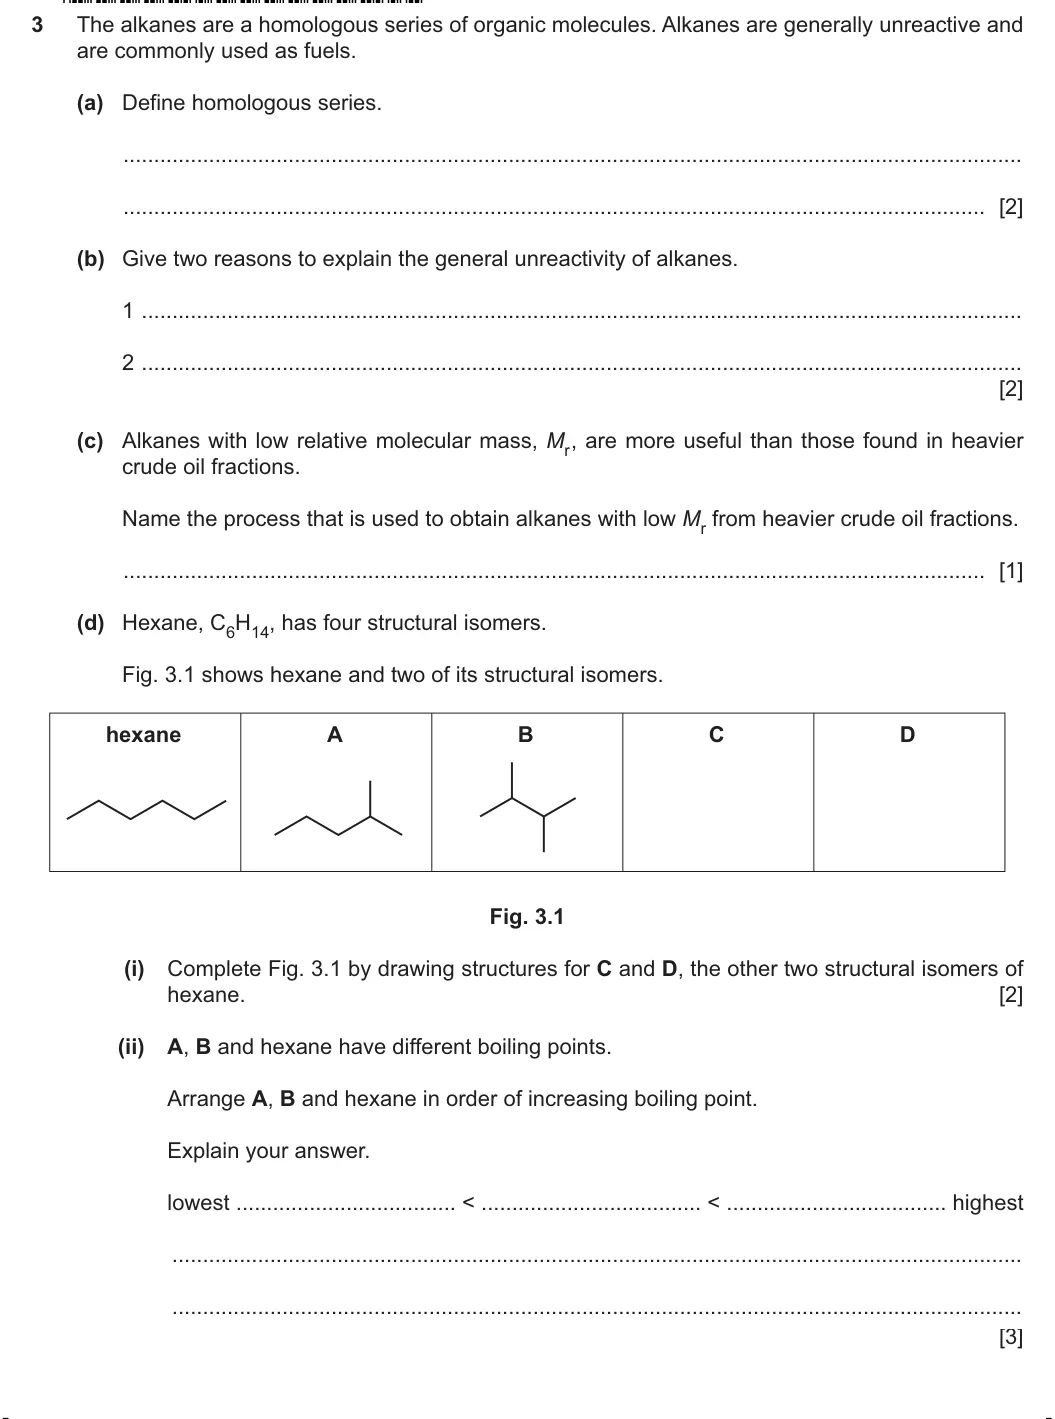 3 The alkanes are a homologous series of organic molecules. Alkanes are generally unreactive and
are commonly used as fuels.
(a) Define homologous series.
....................................................................................................................................................
.............................................................................................................................................. [2]
(b) Give two reasons to explain the general unreactivity of alkanes.
1 .................................................................................................................................................
2 .................................................................................................................................................
[2]
(c) Alkanes with low relative molecular mass, Mr, are more useful than those found in heavier
crude oil fractions.
Name the process that is used to obtain alkanes with low Mr from heavier crude oil fractions.
.............................................................................................................................................. [1]
(d) Hexane, C6H14, has four structural isomers.
Fig. 3.1 shows hexane and two of its structural isomers.
hexane A B C D
Fig. 3.1
(i) Complete Fig. 3.1 by drawing structures for C and D, the other two structural isomers of
hexane. [2]
(ii) A, B and hexane have different boiling points.
Arrange A, B and hexane in order of increasing boiling point.
Explain your answer.
lowest .................................... < .................................... < .................................... highest
............................................................................................................................................
............................................................................................................................................
[3]